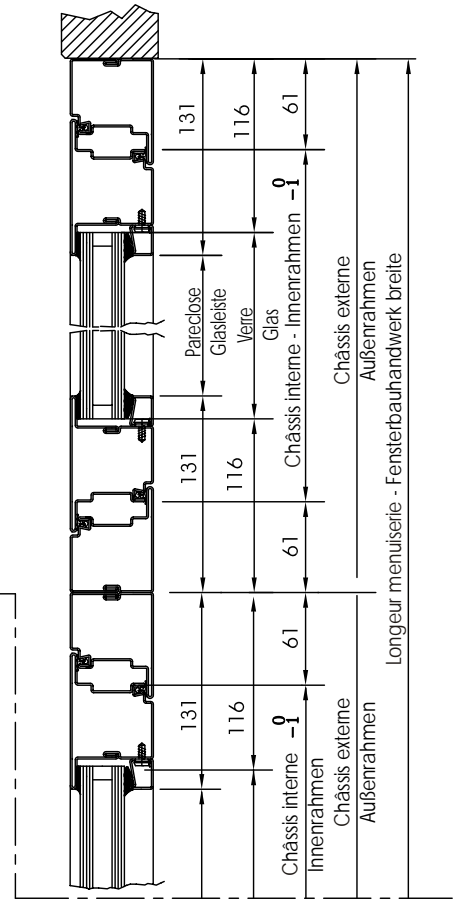 131
116
61
Pareclose
Glasleiste
Verre
Glas
Châssis interne - Innenrahmen -1 0
Châssis externe
Außenrahmen
Longeur menuiserie - Fensterbauhandwerk breite
131
116
61
131
116
61
Châssis interne -1 0
Innenrahmen
Châssis externe
Außenrahmen